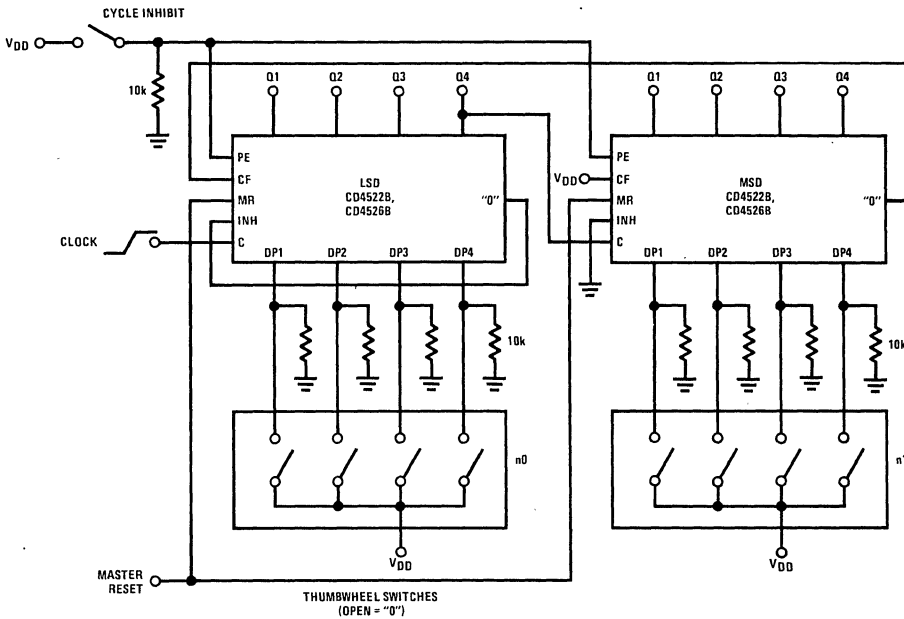 CYCLE INHIBIT
VDD
10k
Q1 Q2 Q3 Q4
Q1 Q2 Q3 Q4
PE
CF
MR
INH
C
LSD
CD4522B,
CD4526B
"0"
DP1 DP2 DP3 DP4
CLOCK
VDD
PE
CF
MR
INH
C
MSD
CD4522B,
CD4526B
"0"
DP1 DP2 DP3 DP4
10k
10k
n0
VDD
VDD
MASTER
RESET
THUMBWHEEL SWITCHES
(OPEN = "0")